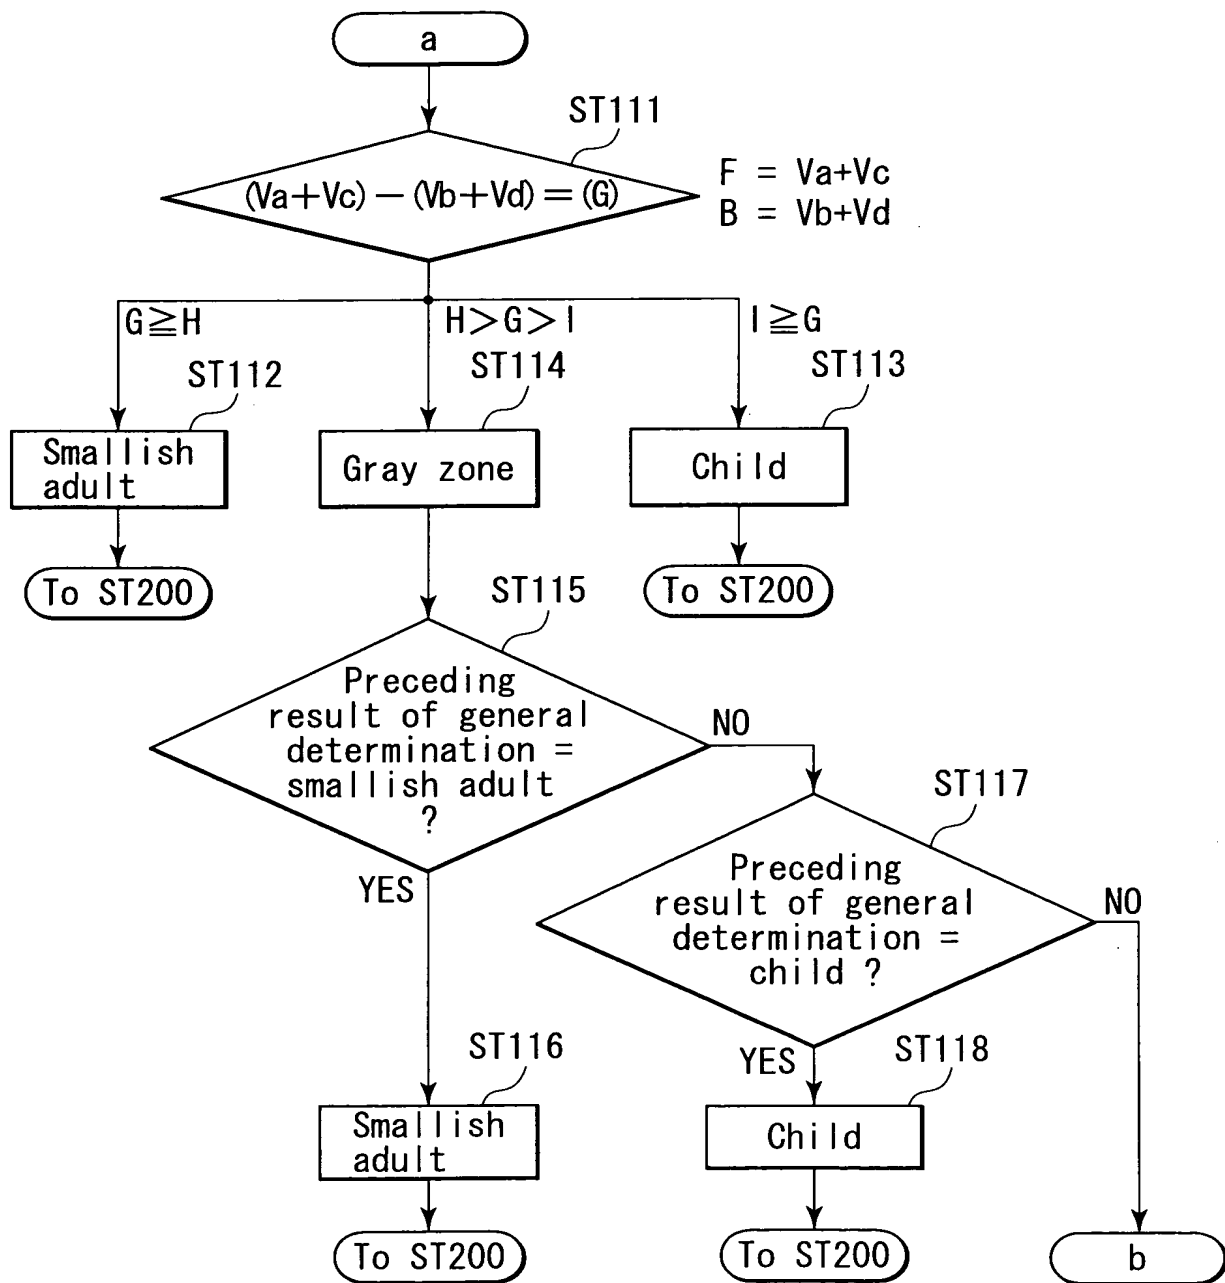 a
ST111
(Va+Vc)-(Vb+Vd)=(G)
F = Va+Vc
B = Vb+Vd
G≧H
H>G>I
I≧G
ST112
ST114
ST113
Smallish
adult
Gray zone
Child
To ST200
To ST200
ST115
Preceding
result of general
determination =
smallish adult
?
NO
YES
ST117
Preceding
result of general
determination =
child ?
NO
YES
ST116
ST118
Smallish
adult
Child
To ST200
To ST200
b